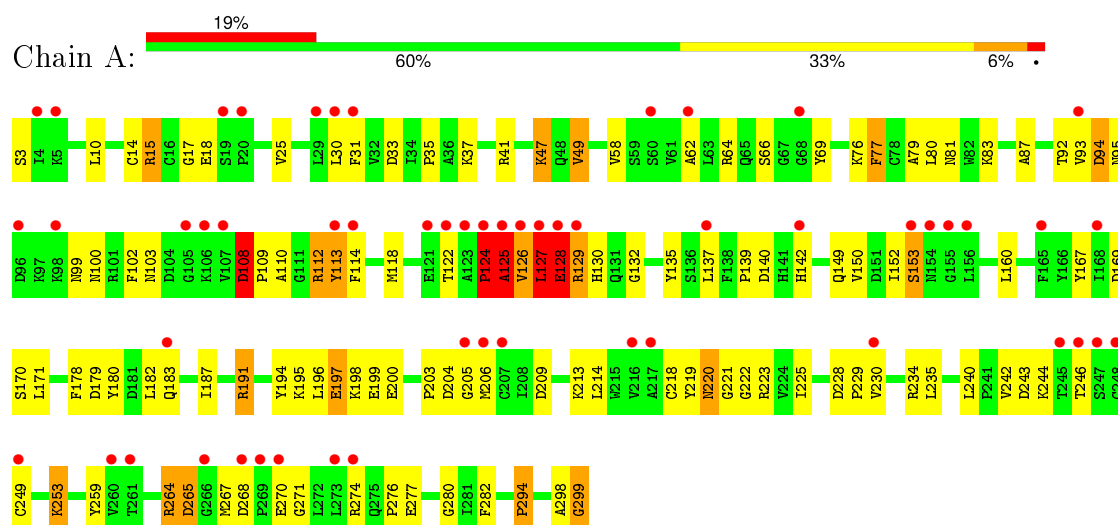 19%
Chain A:
60% 33% 6% •
S3 I4 K5 L10 C14 R15 C16 G17 E18 S19 P20 V25 L29 L30 F31 V32 D33 I34 P35 A36 K37 R41 K47 Q48 V49 V58 S59 S60 V61 A62 L63 R64 Q65 S66 G67 G68 Y69 K76 F77 C78 A79 L80 N81 W82 K83 A87 T92 V93 D94 N95
D96 K97 K98 N99 N100 R101 F102 N103 D104 G105 K106 V107 D108 P109 A110 G111 R112 Y113 F114 M118 E121 T122 A123 P124 A125 V126 L127 E128 R129 H130 Q131 G132 Y135 S136 L137 F138 P139 D140 H141 H142 Q149 V150 D151 I152 S153 N154 G155 L156 L160 F165 Y166 Y167 I168 D169
S170 L171 F178 D179 Y180 D181 L182 Q183 I187 R191 Y194 K195 L196 E197 K198 E199 E200 P203 D204 G205 M206 C207 I208 D209 K213 L214 W215 V216 A217 C218 Y219 N220 G221 G222 R223 V224 I225 D228 P229 V230 R234 L235 L240 P241 V242 D243 K244 T245 T246 S247 C248
C249 K253 Y259 V260 T261 R264 D265 G266 M267 D268 P269 E270 G271 L272 L273 R274 Q275 P276 E277 G280 I281 F282 P294 A298 G299